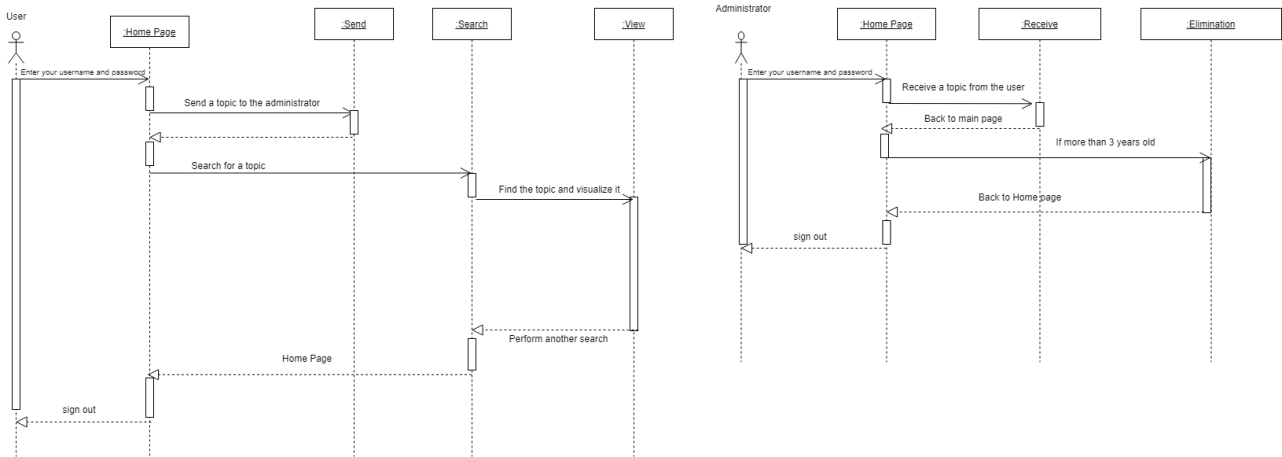 User
:Home Page
:Send
:Search
:View
Enter your username and password
Send a topic to the administrator
Search for a topic
Find the topic and visualize it
Perform another search
Home Page
sign out
Administrator
:Home Page
:Receive
:Elimination
Enter your username and password
Receive a topic from the user
Back to main page
If more than 3 years old
Back to Home page
sign out